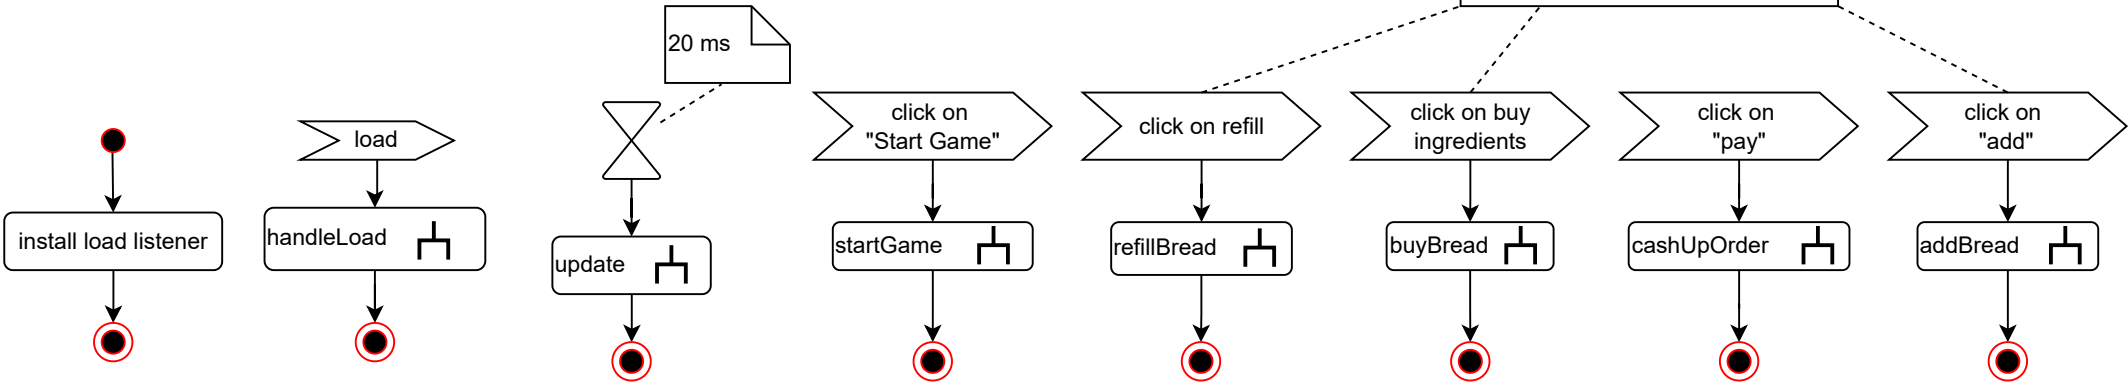 20 ms
load
click on
"Start Game"
click on refill
click on buy
ingredients
click on
"pay"
click on
"add"
install load listener
handleLoad
update
startGame
refillBread
buyBread
cashUpOrder
addBread